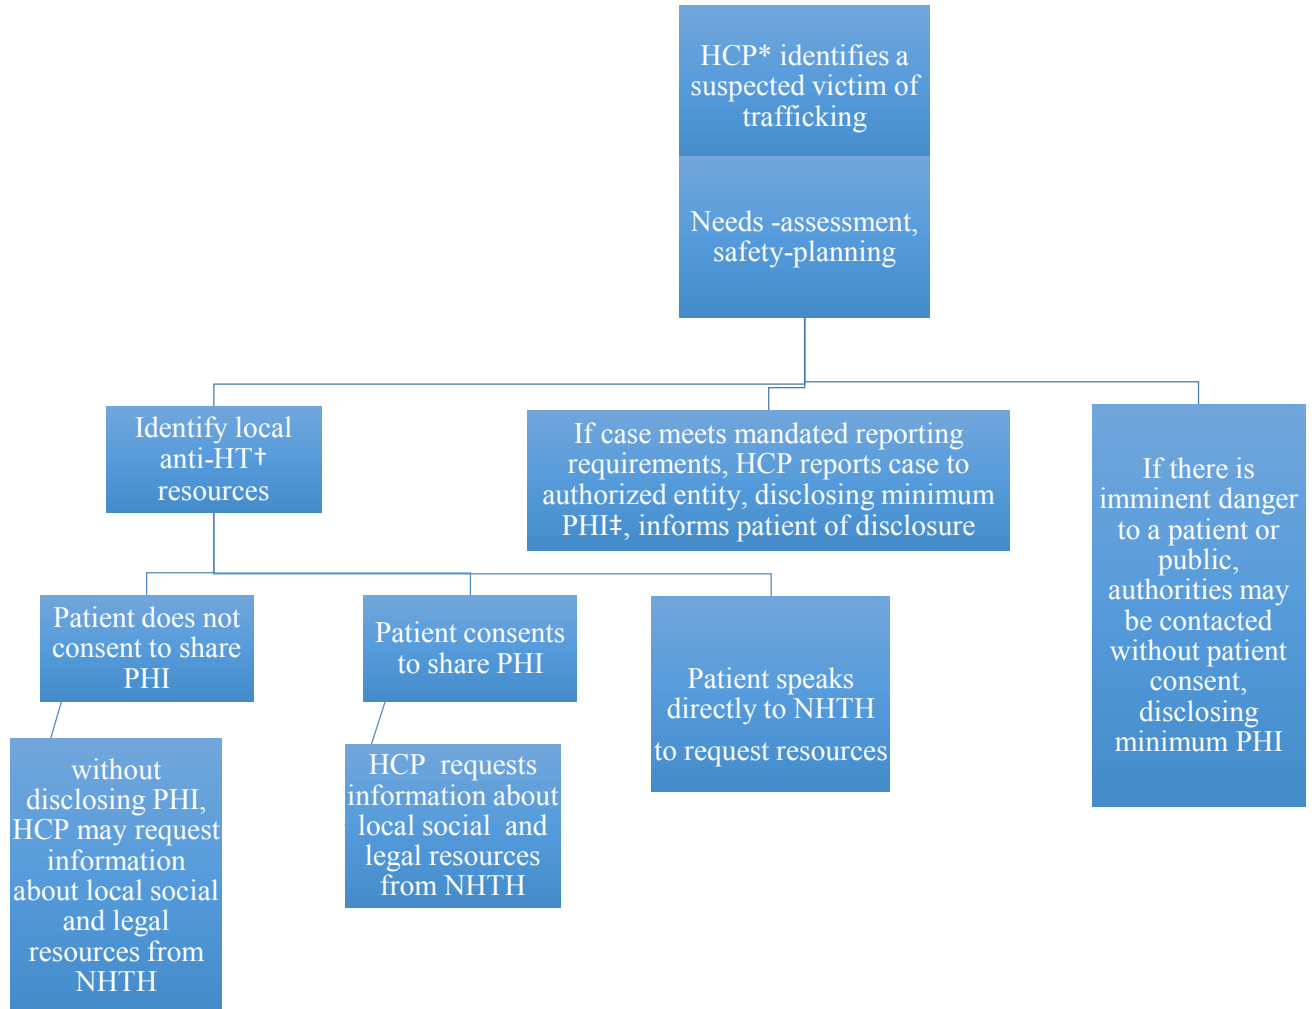 HCP* identifies a
suspected victim of
trafficking
Needs -assessment,
safety-planning
Identify local
anti-HT†
resources
If case meets mandated reporting
requirements, HCP reports case to
authorized entity, disclosing minimum
PHI‡, informs patient of disclosure
If there is
imminent danger
to a patient or
public,
authorities may
be contacted
without patient
consent,
disclosing
minimum PHI
Patient does not
consent to share
PHI
Patient consents
to share PHI
Patient speaks
directly to NHTH
to request resources
without
disclosing PHI,
HCP may request
information
about local social
and legal
resources from
NHTH
HCP  requests
information about
local social  and
legal resources
from NHTH